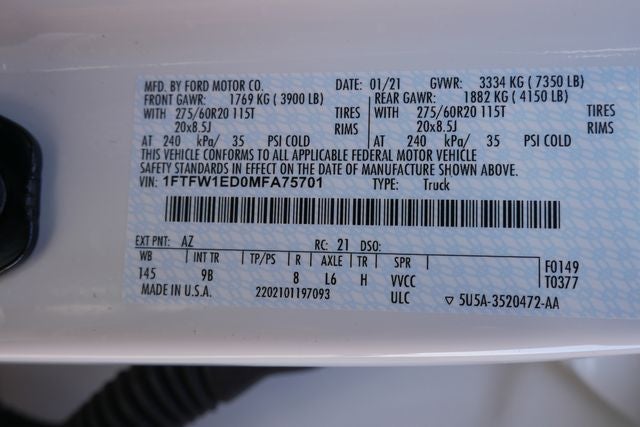 MFD. BY FORD MOTOR CO. DATE: 01/21 GVWR: 3334 KG ( 7350 LB)
FRONT GAWR: 1769 KG ( 3900 LB) REAR GAWR: 1882 KG ( 4150 LB)
WITH 275/60R20 115T TIRES WITH 275/60R20 115T TIRES
20x8.5J RIMS 20x8.5J RIMS
AT 240 kPa/ 35 PSI COLD AT 240 kPa/ 35 PSI COLD
THIS VEHICLE CONFORMS TO ALL APPLICABLE FEDERAL MOTOR VEHICLE
SAFETY STANDARDS IN EFFECT ON THE DATE OF MANUFACTURE SHOWN ABOVE.
VIN: 1FTFW1ED0MFA75701 TYPE: Truck
EXT PNT: AZ RC: 21 DSO:
WB INT TR TP/PS R AXLE TR SPR F0149
145 9B 8 L6 H VVCC T0377
MADE IN U.S.A. 2202101197093 ULC ▽ 5U5A-3520472-AA